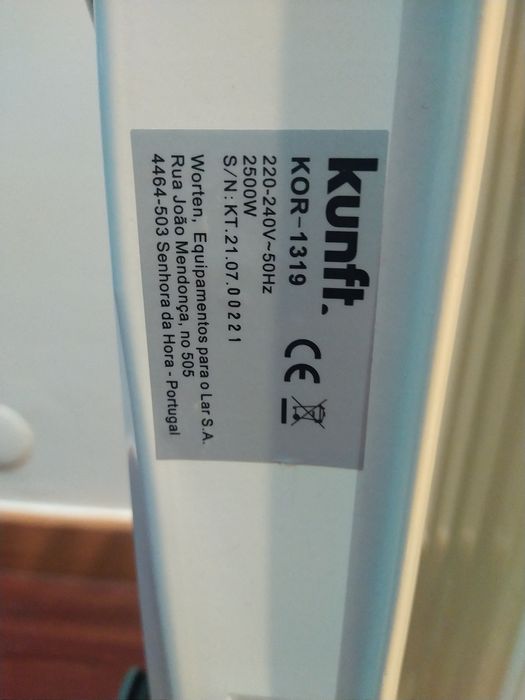 kunft.
KOR-1319
220-240V~50Hz
2500W
S/N:KT.21.07.00221
CE
Worten, Equipamentos para o Lar S.A.
Rua João Mendonça, no 505
4464-503 Senhora da Hora - Portugal